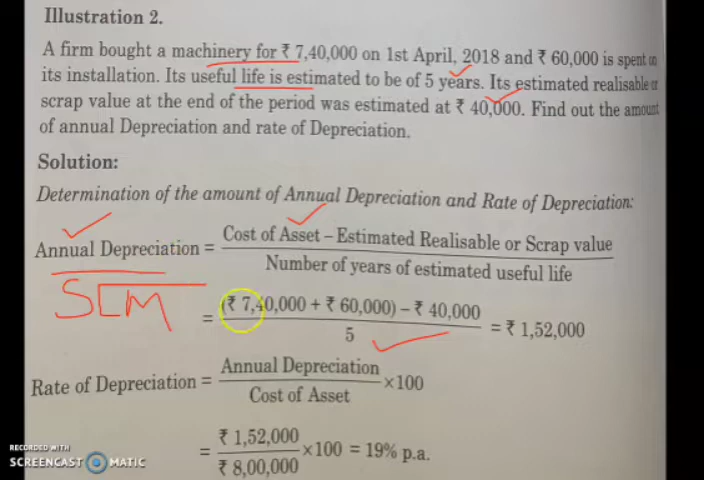 Illustration 2.
A firm bought a machinery for ₹ 7,40,000 on 1st April, 2018 and ₹ 60,000 is spent on
its installation. Its useful life is estimated to be of 5 years. Its estimated realisable or
scrap value at the end of the period was estimated at ₹ 40,000. Find out the amount
of annual Depreciation and rate of Depreciation.
Solution:
Determination of the amount of Annual Depreciation and Rate of Depreciation:
Annual Depreciation = Cost of Asset – Estimated Realisable or Scrap value
Number of years of estimated useful life
SLM
= (₹ 7,40,000 + ₹ 60,000) – ₹ 40,000 = ₹ 1,52,000
5
Rate of Depreciation = Annual Depreciation ×100
Cost of Asset
= ₹ 1,52,000 ×100 = 19% p.a.
₹ 8,00,000
RECORDED WITH
SCREENCAST MATIC